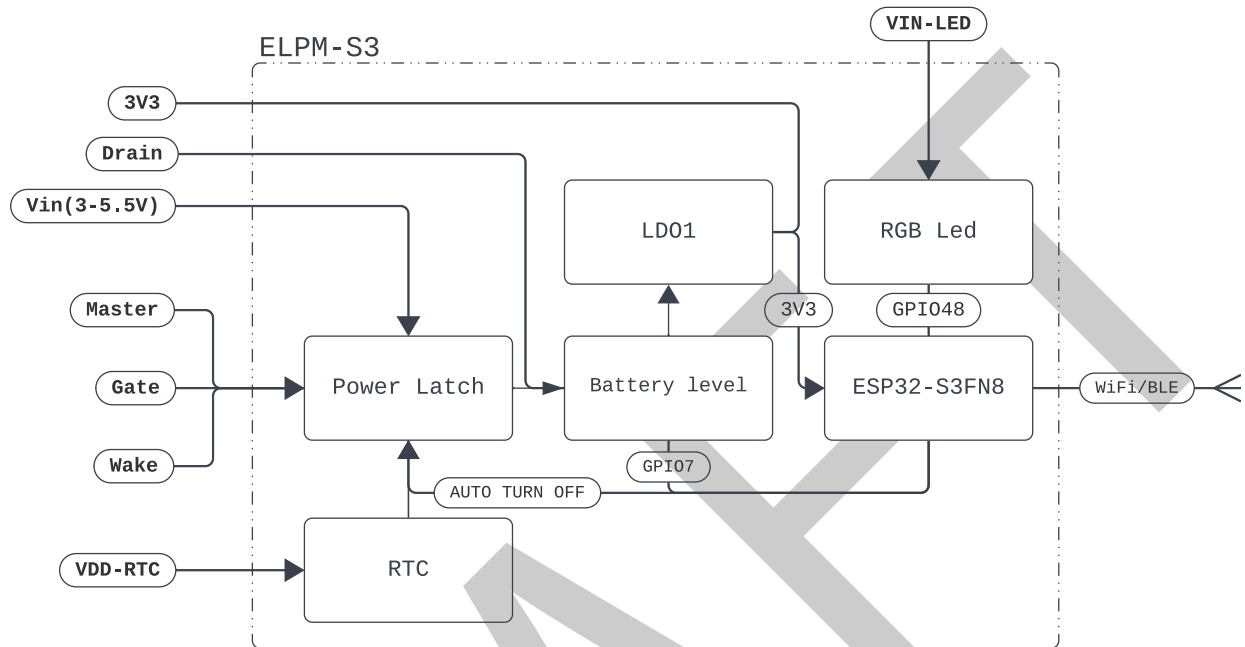 VIN-LED
ELPM-S3
3V3
Drain
Vin(3-5.5V)
LDO1
RGB Led
Master
3V3
GPIO48
Gate
Power Latch
Battery level
ESP32-S3FN8
WiFi/BLE
Wake
GPIO7
AUTO TURN OFF
VDD-RTC
RTC